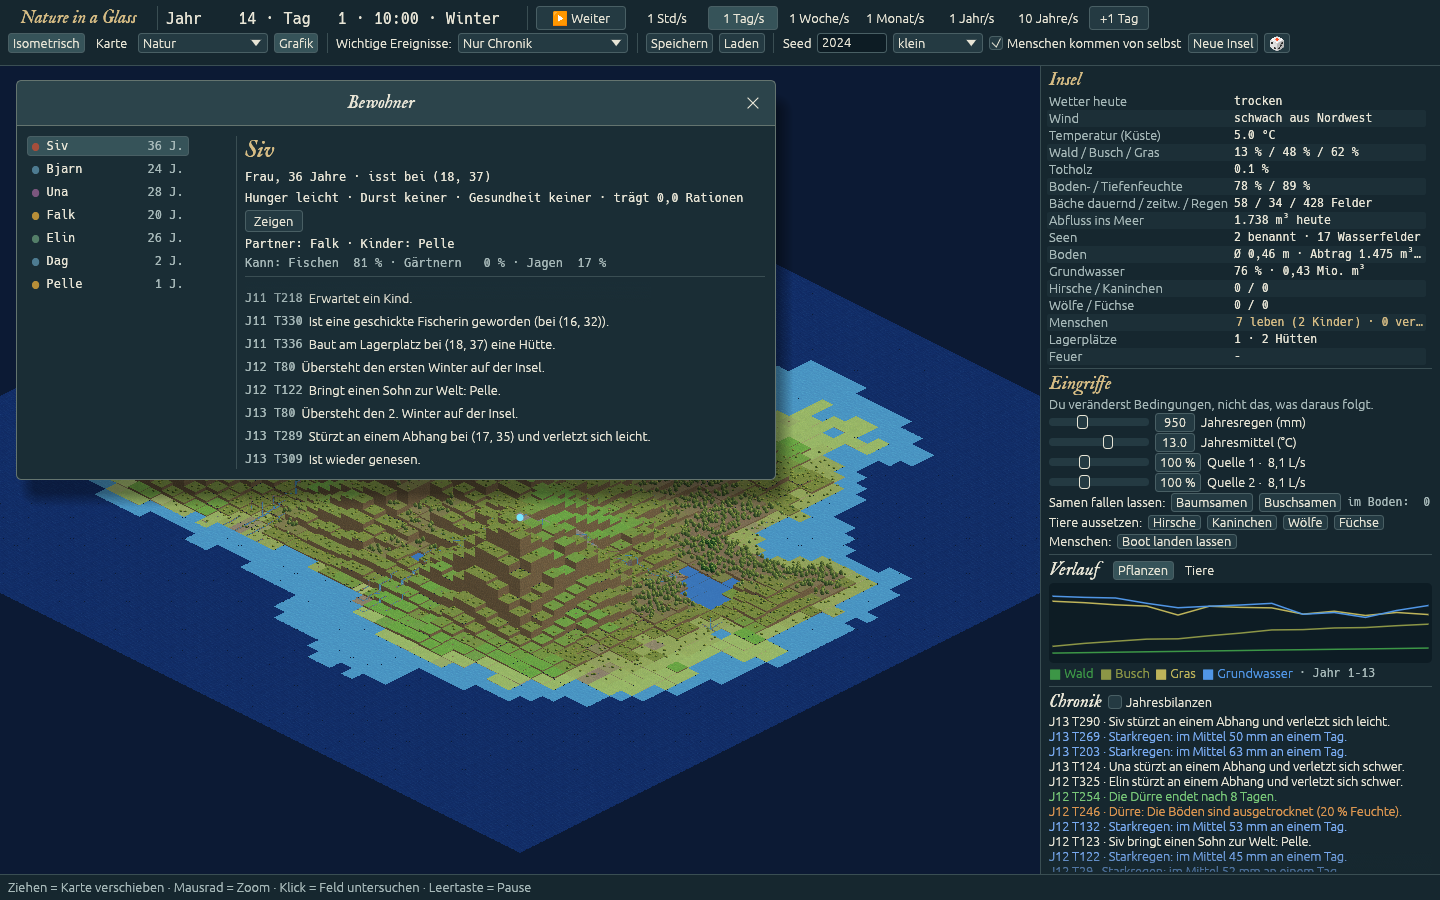 Nature in a Glass
Jahr 14 · Tag 1 · 10:00 · Winter
Weiter 1 Std/s 1 Tag/s 1 Woche/s 1 Monat/s 1 Jahr/s 10 Jahre/s +1 Tag
Isometrisch Karte Natur Grafik Wichtige Ereignisse: Nur Chronik Speichern Laden Seed 2024 klein Menschen kommen von selbst Neue Insel
Bewohner
Siv 36 J.
Bjarn 24 J.
Una 28 J.
Falk 20 J.
Elin 26 J.
Dag 2 J.
Pelle 1 J.
Siv
Frau, 36 Jahre · isst bei (18, 37)
Hunger leicht · Durst keiner · Gesundheit keiner · trägt 0,0 Rationen
Zeigen
Partner: Falk · Kinder: Pelle
Kann: Fischen 81 % · Gärtnern 0 % · Jagen 17 %
J11 T218 Erwartet ein Kind.
J11 T330 Ist eine geschickte Fischerin geworden (bei (16, 32)).
J11 T336 Baut am Lagerplatz bei (18, 37) eine Hütte.
J12 T80 Übersteht den ersten Winter auf der Insel.
J12 T122 Bringt einen Sohn zur Welt: Pelle.
J13 T80 Übersteht den 2. Winter auf der Insel.
J13 T289 Stürzt an einem Abhang bei (17, 35) und verletzt sich leicht.
J13 T309 Ist wieder genesen.
Insel
Wetter heute trocken
Wind schwach aus Nordwest
Temperatur (Küste) 5.0 °C
Wald / Busch / Gras 13 % / 48 % / 62 %
Totholz 0.1 %
Boden- / Tiefenfeuchte 78 % / 89 %
Bäche dauernd / zeitw. / Regen 58 / 34 / 428 Felder
Abfluss ins Meer 1.738 m³ heute
Seen 2 benannt · 17 Wasserfelder
Boden Ø 0,46 m · Abtrag 1.475 m³…
Grundwasser 76 % · 0,43 Mio. m³
Hirsche / Kaninchen 0 / 0
Wölfe / Füchse 0 / 0
Menschen 7 leben (2 Kinder) · 0 ver…
Lagerplätze 1 · 2 Hütten
Feuer -
Eingriffe
Du veränderst Bedingungen, nicht das, was daraus folgt.
950 Jahresregen (mm)
13.0 Jahresmittel (°C)
100 % Quelle 1 · 8,1 L/s
100 % Quelle 2 · 8,1 L/s
Samen fallen lassen: Baumsamen Buschsamen im Boden: 0
Tiere aussetzen: Hirsche Kaninchen Wölfe Füchse
Menschen: Boot landen lassen
Verlauf Pflanzen Tiere
Wald Busch Gras Grundwasser · Jahr 1-13
Chronik Jahresbilanzen
J13 T290 · Siv stürzt an einem Abhang und verletzt sich leicht.
J13 T269 · Starkregen: im Mittel 50 mm an einem Tag.
J13 T203 · Starkregen: im Mittel 63 mm an einem Tag.
J13 T124 · Una stürzt an einem Abhang und verletzt sich schwer.
J12 T325 · Elin stürzt an einem Abhang und verletzt sich schwer.
J12 T254 · Die Dürre endet nach 8 Tagen.
J12 T246 · Dürre: Die Böden sind ausgetrocknet (20 % Feuchte).
J12 T132 · Starkregen: im Mittel 53 mm an einem Tag.
J12 T123 · Siv bringt einen Sohn zur Welt: Pelle.
J12 T122 · Starkregen: im Mittel 45 mm an einem Tag.
J12 T29 · Starkregen: im Mittel 52 mm an einem Tag.
Ziehen = Karte verschieben · Mausrad = Zoom · Klick = Feld untersuchen · Leertaste = Pause